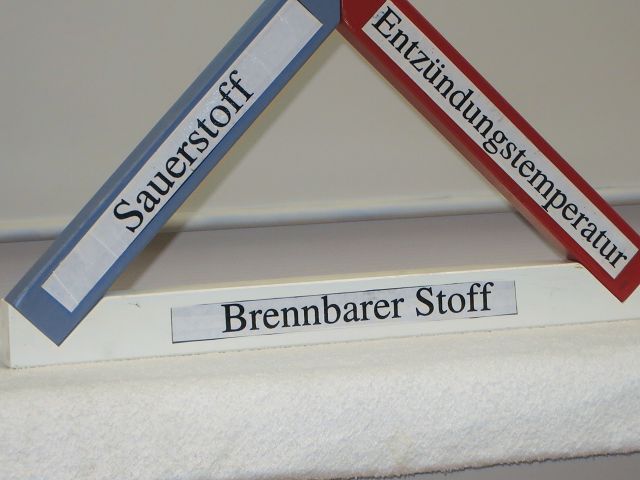 Sauerstoff
Entzündungstemperatur
Brennbarer Stoff